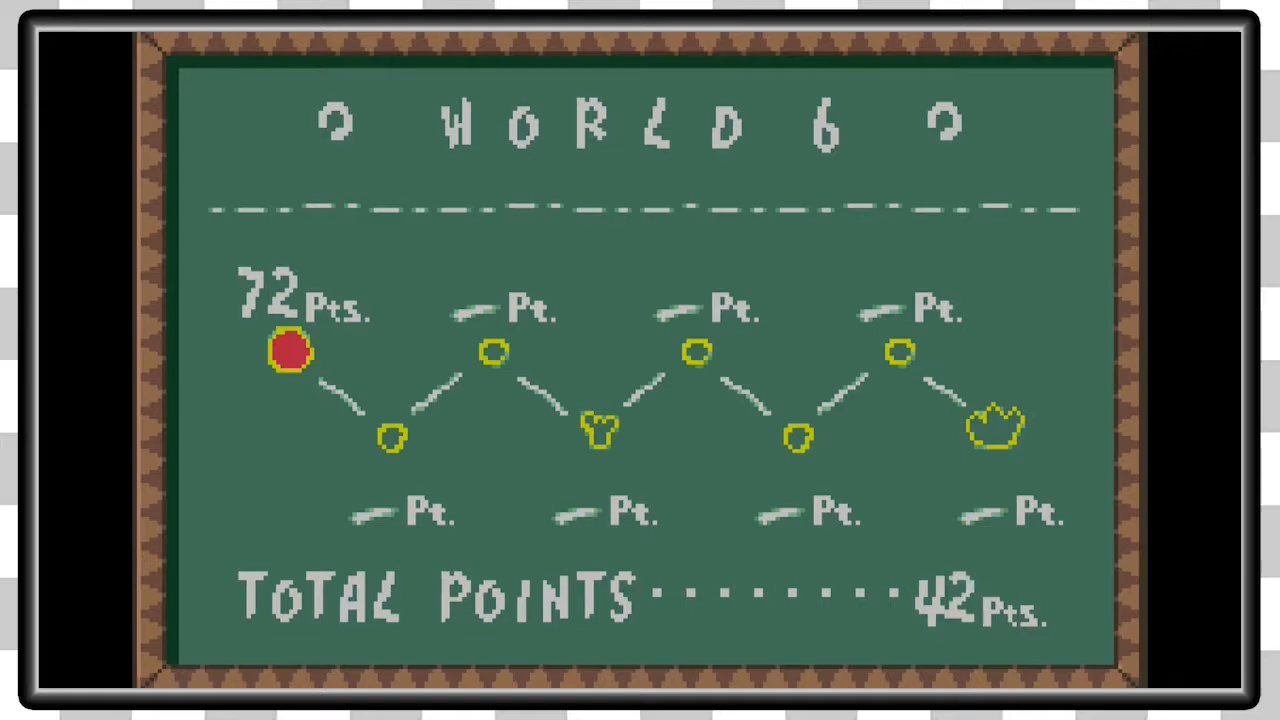 WORLD 6
72 Pts. Pt. Pt. Pt.
Pt. Pt. Pt. Pt.
TOTAL POINTS·········42 Pts.